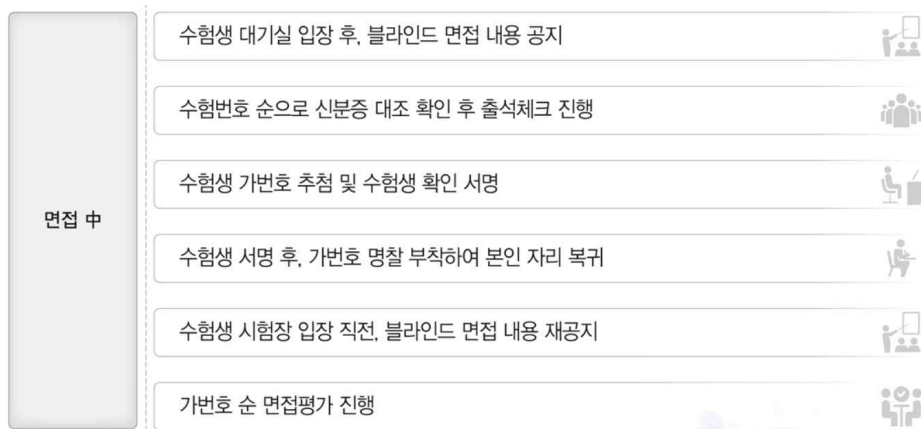 수험생 대기실 입장 후, 블라인드 면접 내용 공지
수험번호 순으로 신분증 대조 확인 후 출석체크 진행
수험생 가번호 추첨 및 수험생 확인 서명
면접 中
수험생 서명 후, 가번호 명찰 부착하여 본인 자리 복귀
수험생 시험장 입장 직전, 블라인드 면접 내용 재공지
가번호 순 면접평가 진행